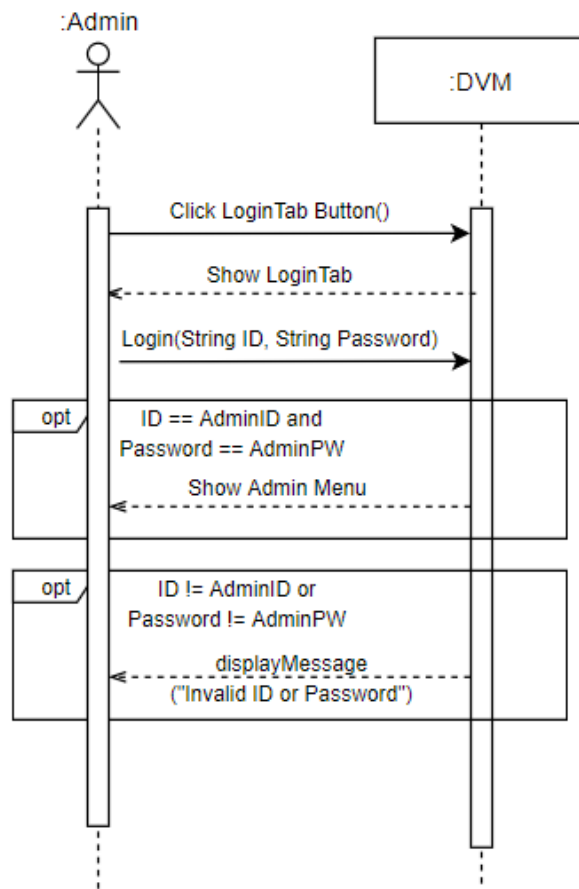 :Admin
:DVM
Click LoginTab Button()
Show LoginTab
Login(String ID, String Password)
opt
ID == AdminID and
Password == AdminPW
Show Admin Menu
opt
ID != AdminID or
Password != AdminPW
displayMessage
("Invalid ID or Password")